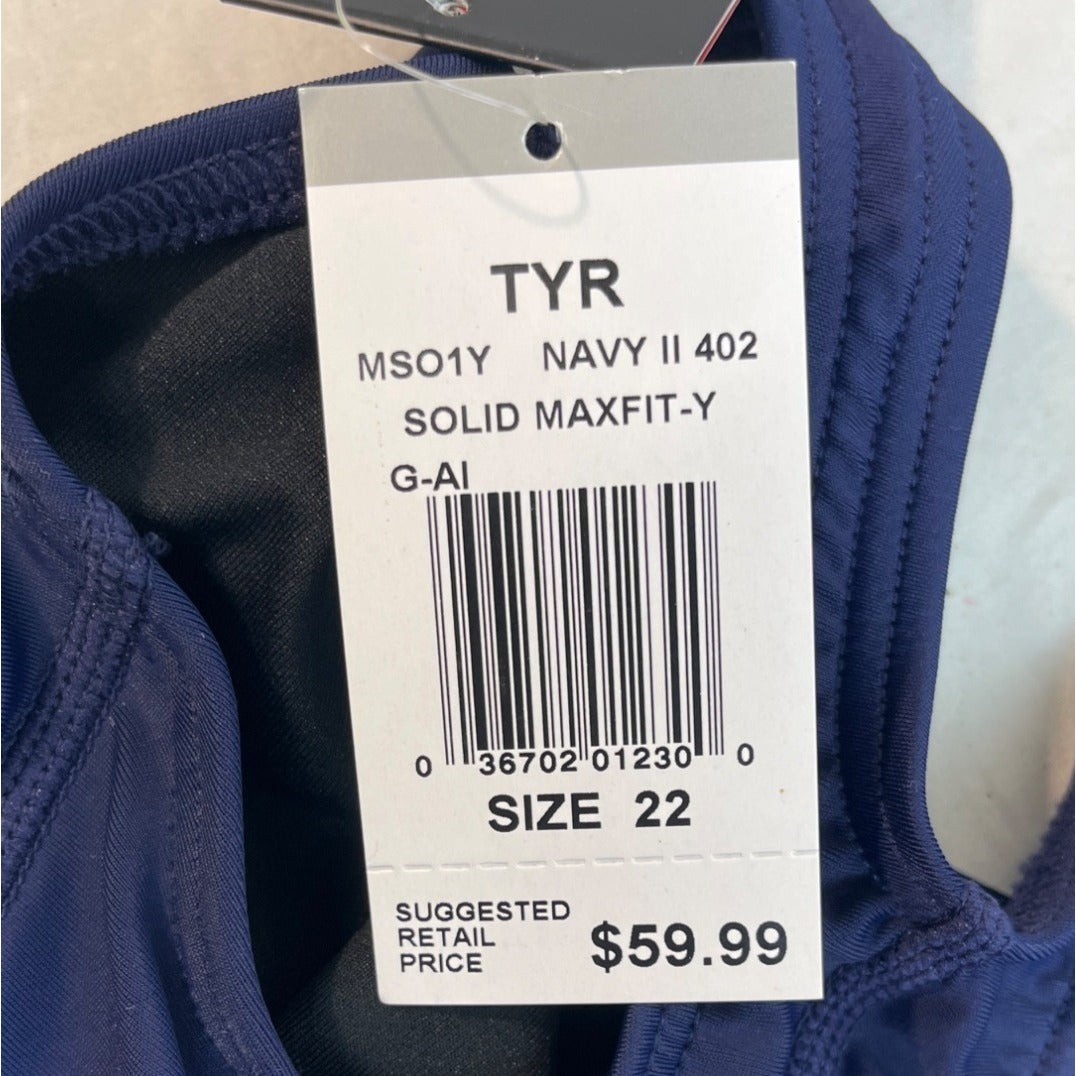 TYR
MSO1Y NAVY II 402
SOLID MAXFIT-Y
G-AI
0 36702 01230 0
SIZE 22
SUGGESTED
RETAIL
PRICE
$59.99